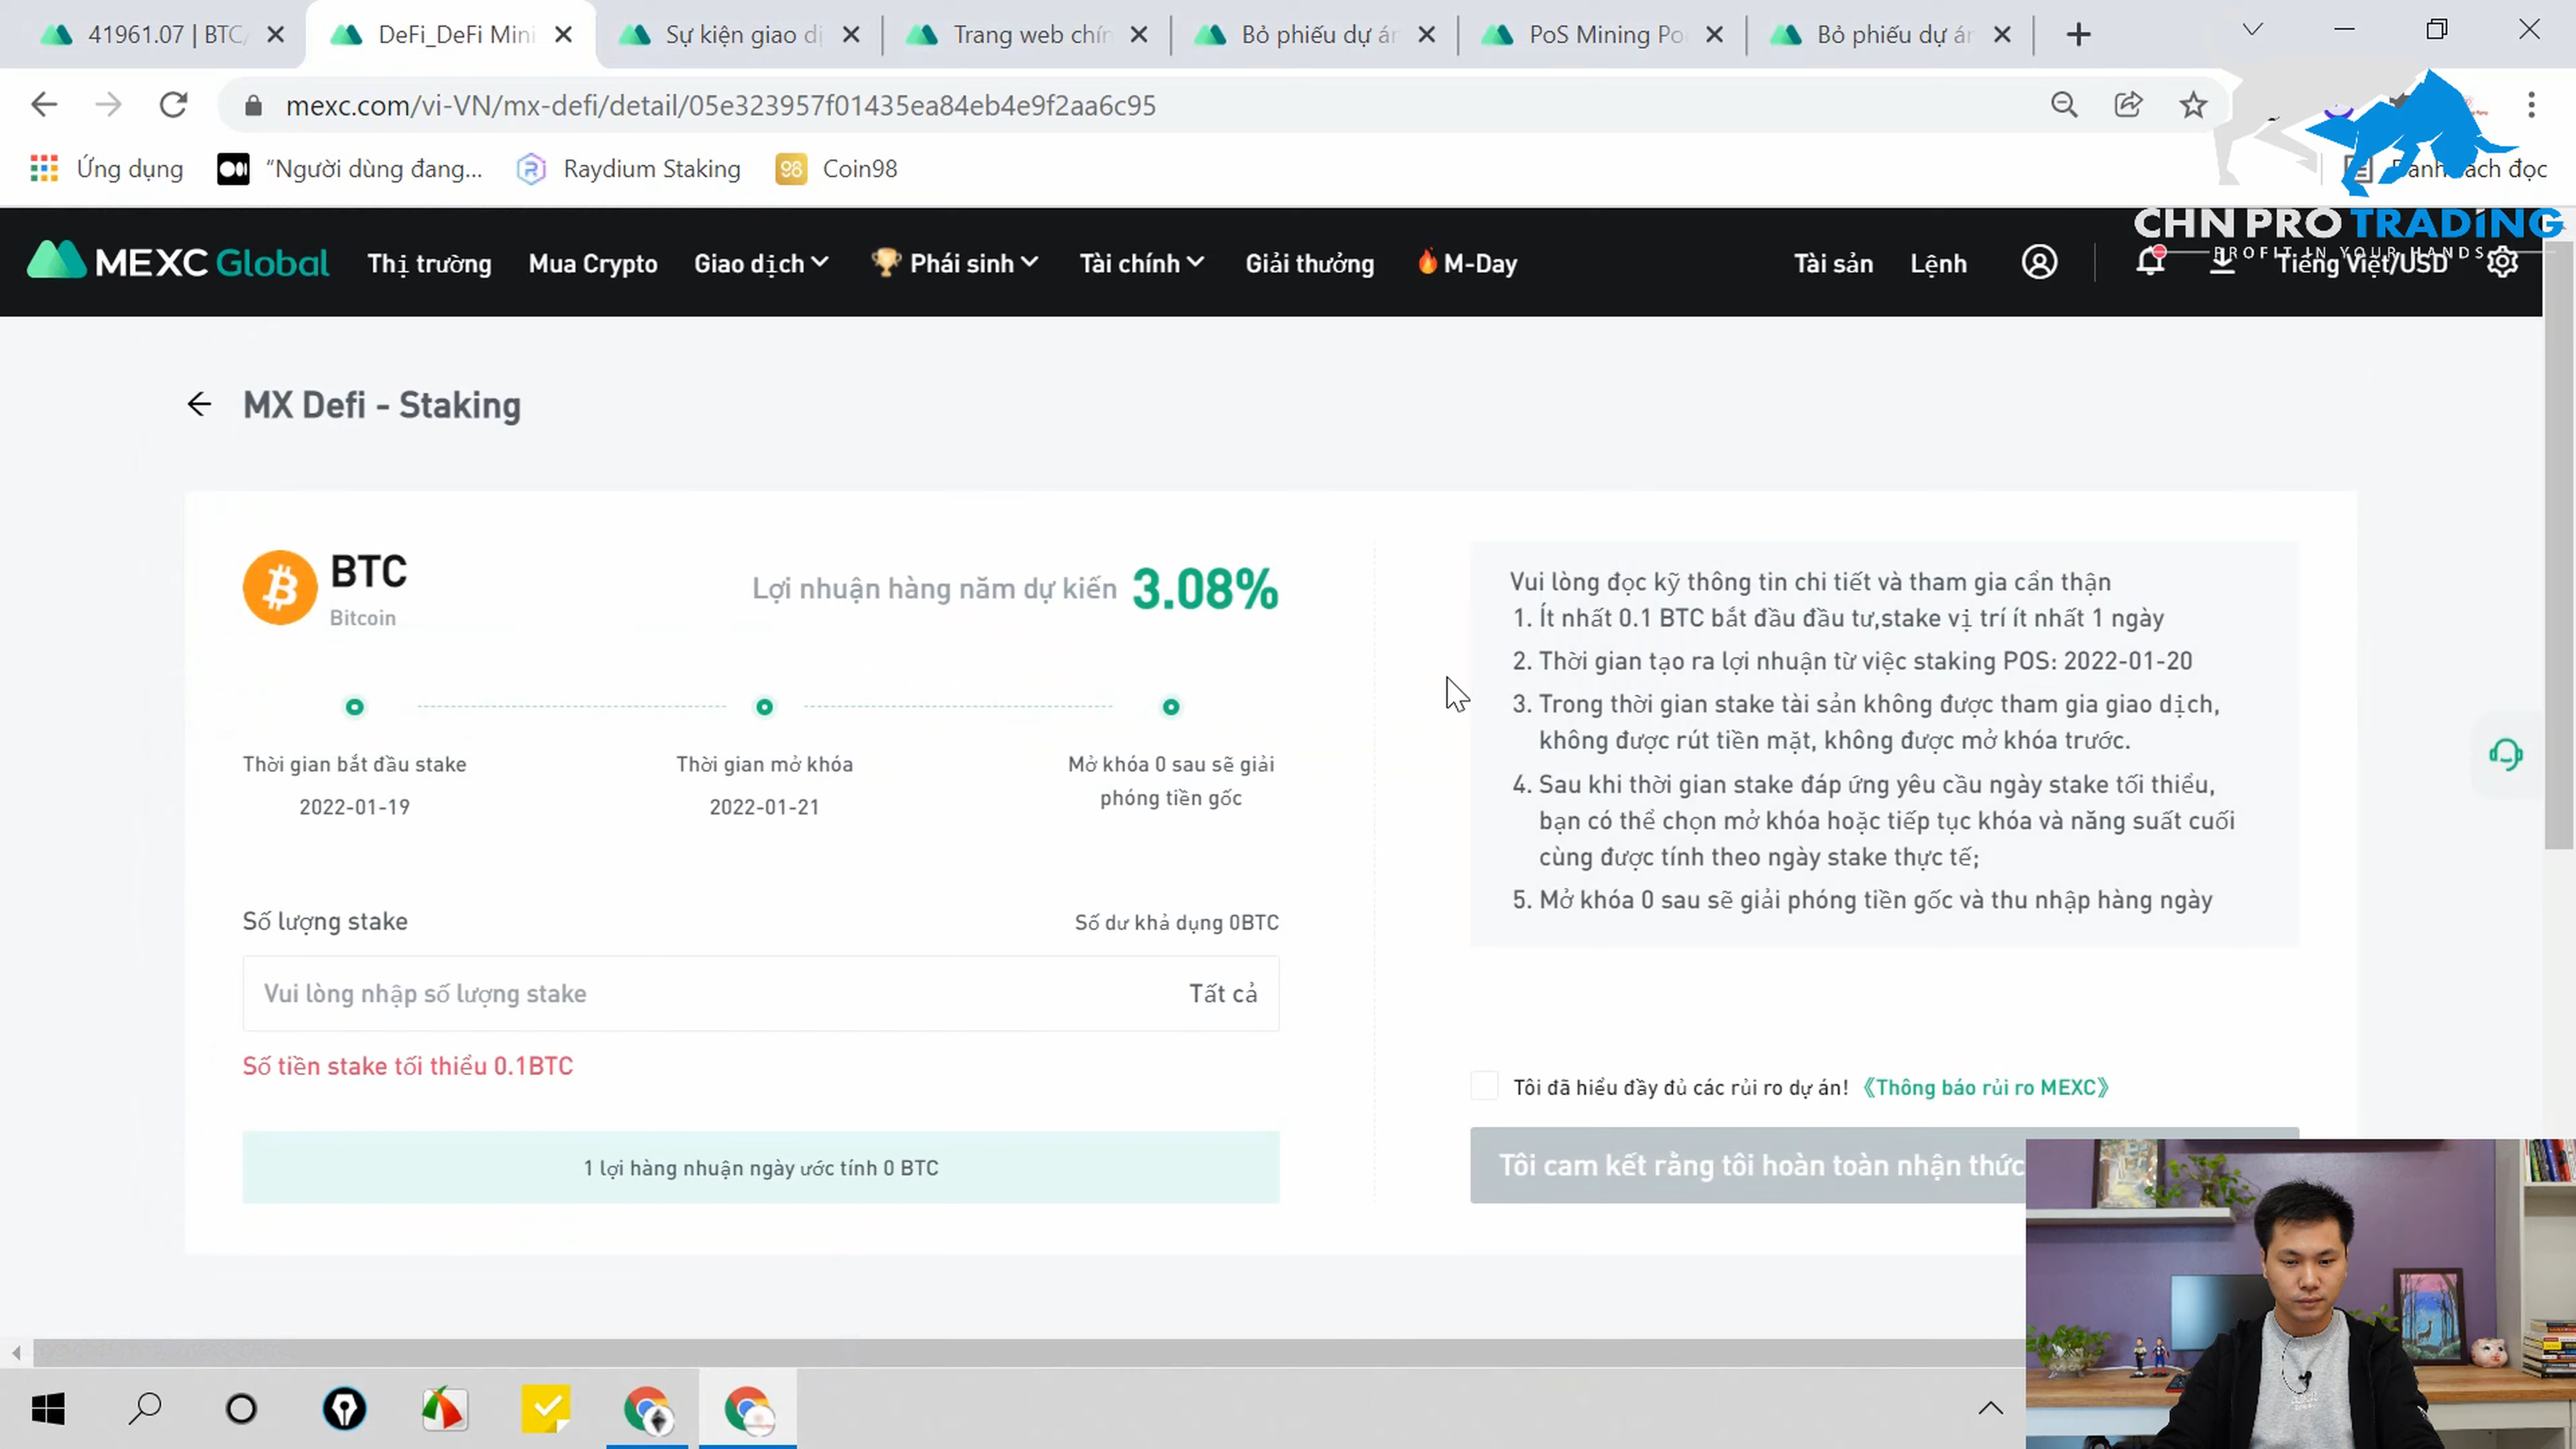 41961.07 | BTC/
DeFi_DeFi Mini
Sự kiện giao dị
Trang web chín
Bỏ phiếu dự án
PoS Mining Po
Bỏ phiếu dự án
mexc.com/vi-VN/mx-defi/detail/05e323957f01435ea84eb4e9f2aa6c95
Ứng dụng
“Người dùng đang...
Raydium Staking
98
Coin98
Danh sách đọc
CHN PRO TRADING
PROFIT IN YOUR HANDS
MEXC Global
Thị trường
Mua Crypto
Giao dịch
Phái sinh
Tài chính
Giải thưởng
M-Day
Tài sản
Lệnh
Tiếng Việt/USD
MX Defi - Staking
BTC
Bitcoin
Lợi nhuận hàng năm dự kiến 3.08%
Thời gian bắt đầu stake
2022-01-19
Thời gian mở khóa
2022-01-21
Mở khóa 0 sau sẽ giải
phóng tiền gốc
Số lượng stake
Số dư khả dụng 0BTC
Vui lòng nhập số lượng stake
Tất cả
Số tiền stake tối thiểu 0.1BTC
1 lợi hàng nhuận ngày ước tính 0 BTC
Vui lòng đọc kỹ thông tin chi tiết và tham gia cẩn thận
1. Ít nhất 0.1 BTC bắt đầu đầu tư,stake vị trí ít nhất 1 ngày
2. Thời gian tạo ra lợi nhuận từ việc staking POS: 2022-01-20
3. Trong thời gian stake tài sản không được tham gia giao dịch,
không được rút tiền mặt, không được mở khóa trước.
4. Sau khi thời gian stake đáp ứng yêu cầu ngày stake tối thiểu,
bạn có thể chọn mở khóa hoặc tiếp tục khóa và năng suất cuối
cùng được tính theo ngày stake thực tế;
5. Mở khóa 0 sau sẽ giải phóng tiền gốc và thu nhập hàng ngày
Tôi đã hiểu đầy đủ các rủi ro dự án! 《Thông báo rủi ro MEXC》
Tôi cam kết rằng tôi hoàn toàn nhận thức